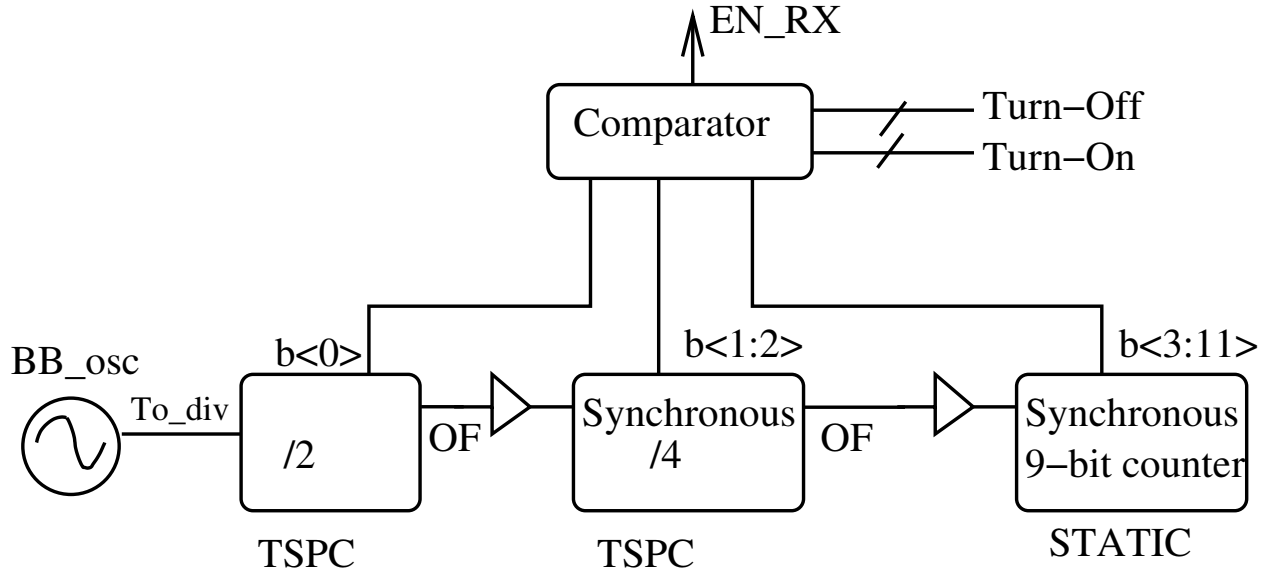 EN_RX
Comparator
Turn−Off
Turn−On
BB_osc
To_div
b<0>
/2
OF
TSPC
b<1:2>
Synchronous
/4
OF
TSPC
b<3:11>
Synchronous
9−bit counter
STATIC